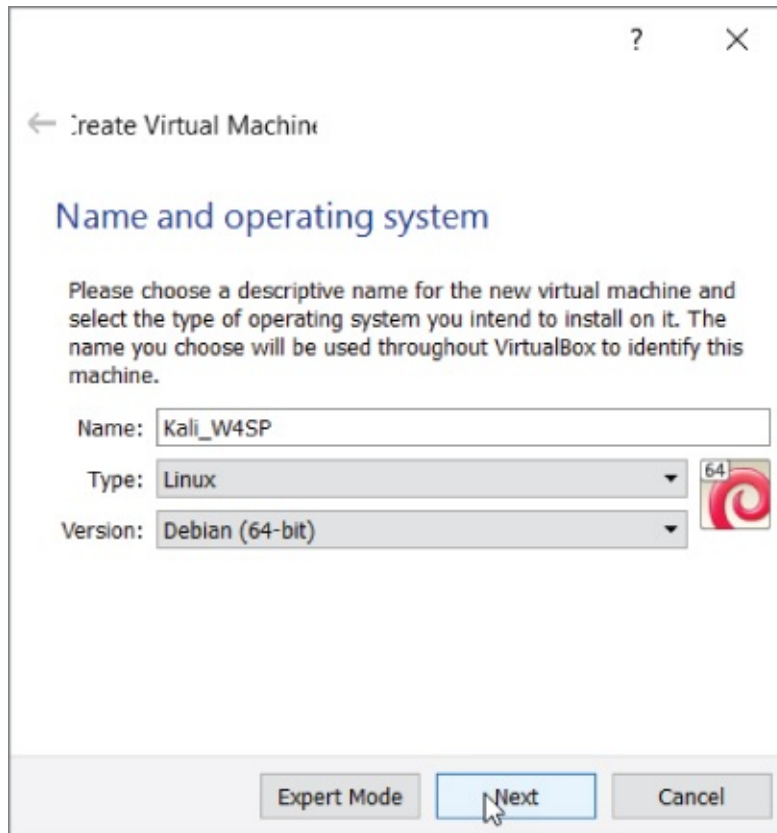 ?
Create Virtual Machine
Name and operating system
Please choose a descriptive name for the new virtual machine and
select the type of operating system you intend to install on it. The
name you choose will be used throughout VirtualBox to identify this
machine.
Name: Kali_W4SP
Type: Linux
64
Version: Debian (64-bit)
Expert Mode Next Cancel